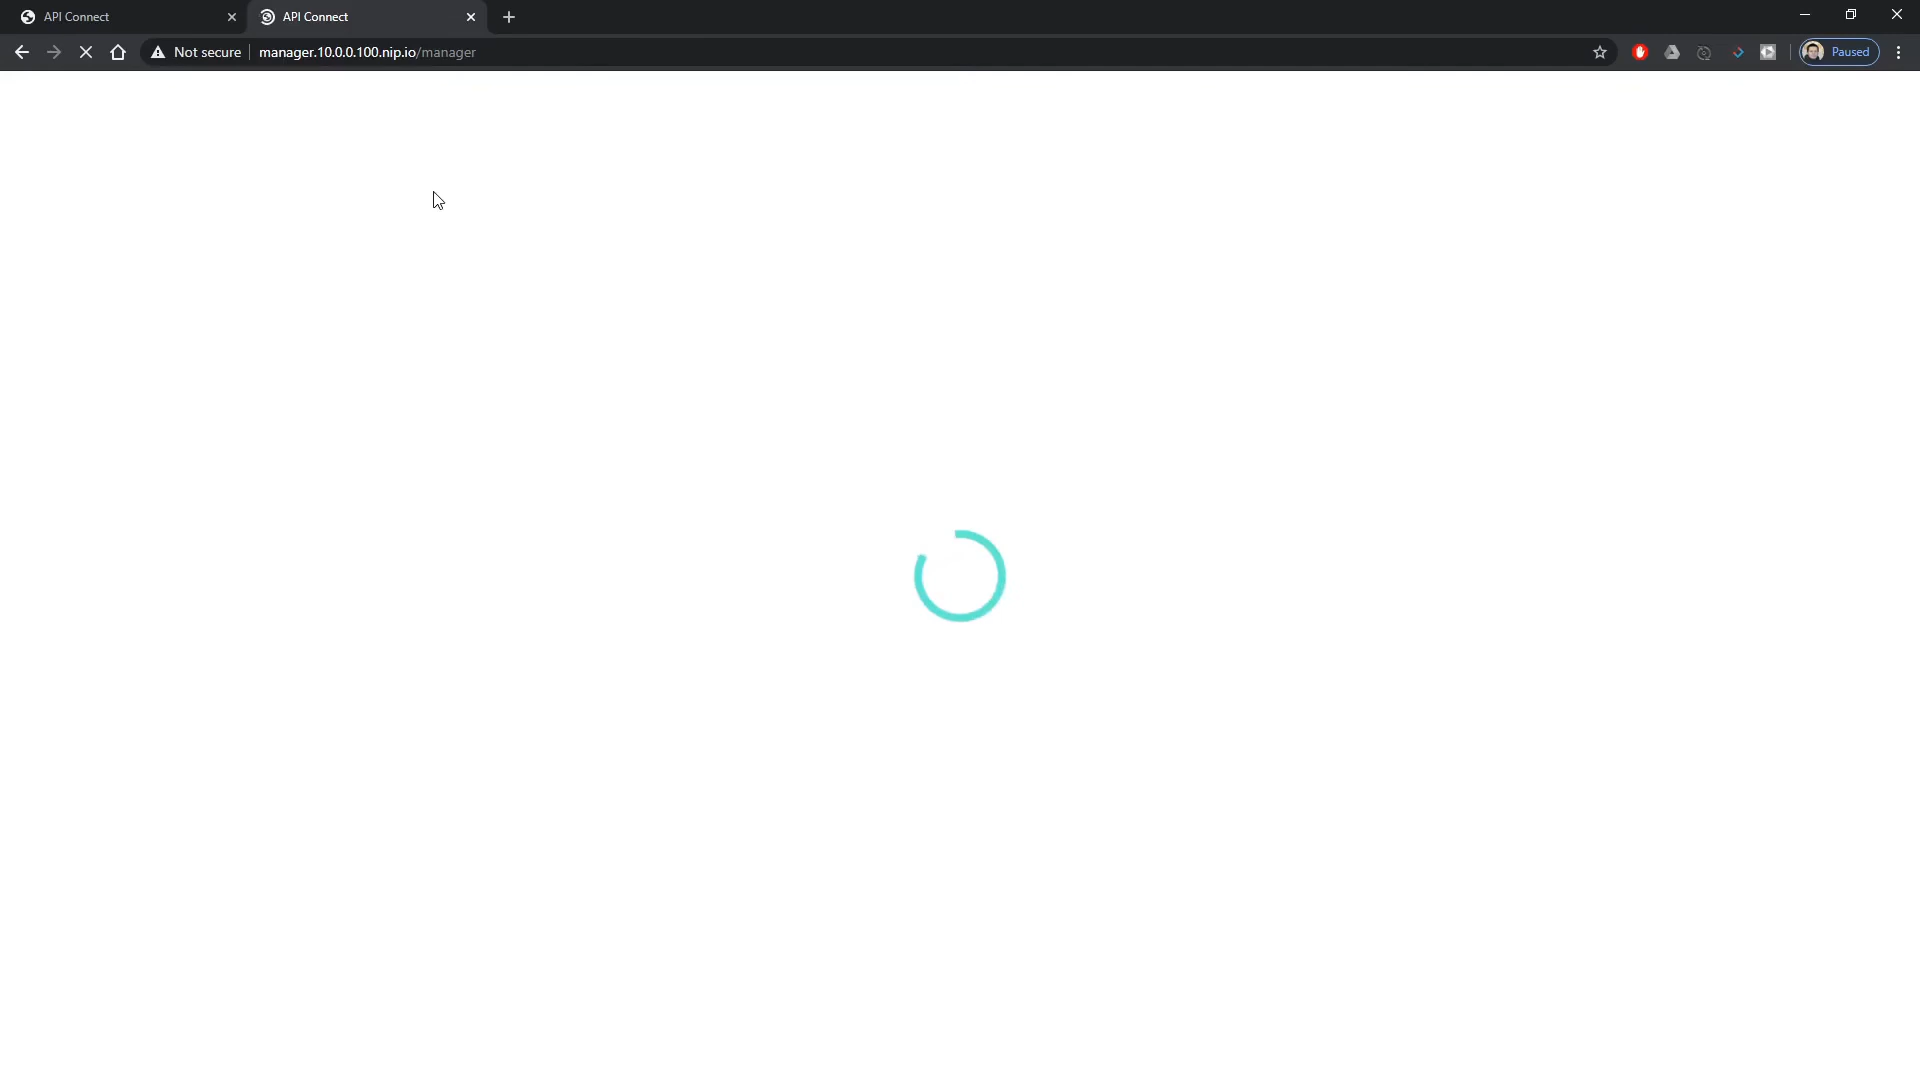 API Connect
API Connect
Not secure manager.10.0.0.100.nip.io/manager
Paused